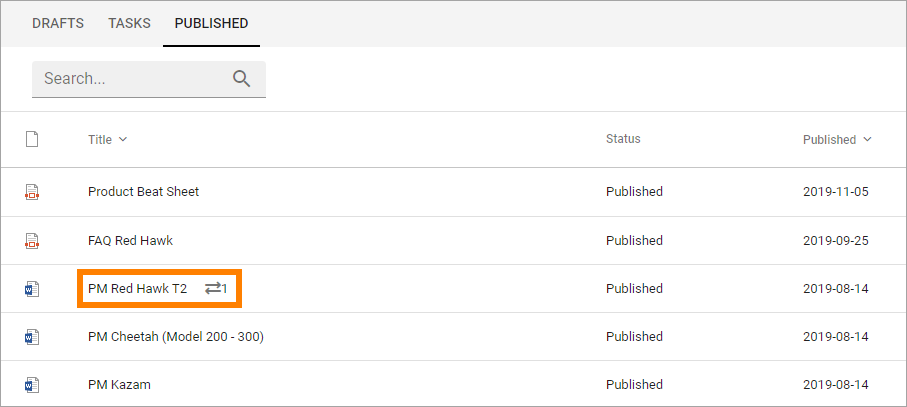 DRAFTS TASKS PUBLISHED
Search...
Title Status Published
Product Beat Sheet Published 2019-11-05
FAQ Red Hawk Published 2019-09-25
PM Red Hawk T2 1 Published 2019-08-14
PM Cheetah (Model 200 - 300) Published 2019-08-14
PM Kazam Published 2019-08-14